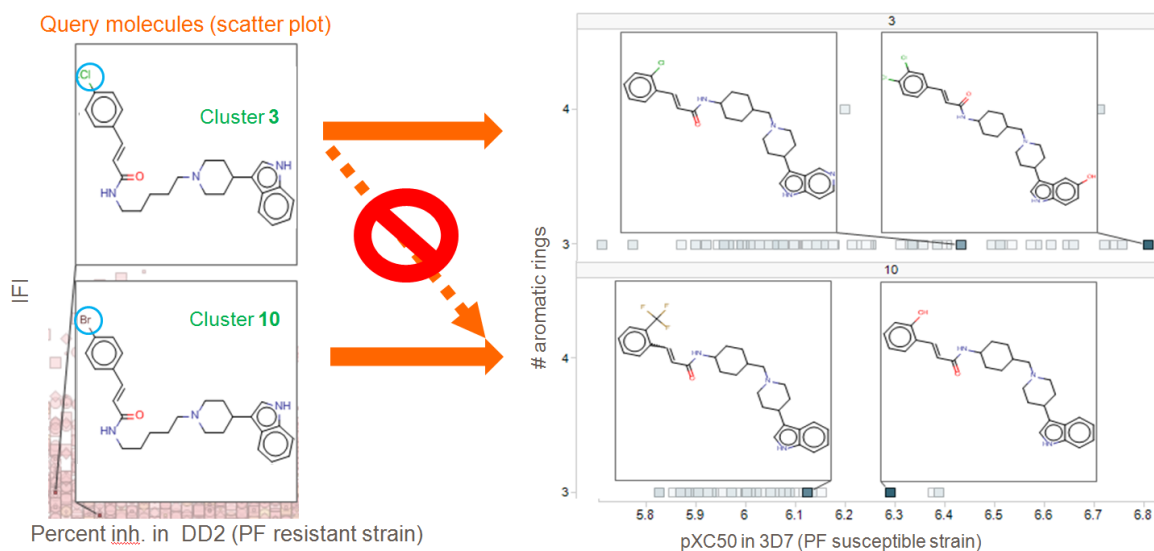 Query molecules (scatter plot)
Cl
Cluster 3
O
HN
N
NH
IFI
Br
Cluster 10
O
HN
N
NH
Percent inh. in DD2 (PF resistant strain)
# aromatic rings
3
4
3
Cl
HN
O
N
N
HN
Cl
Cl
O
HN
N
OH
HN
10
4
3
F
F
F
HN
O
N
HN
OH
HN
O
N
HN
5.8 5.9 6 6.1 6.2 6.3 6.4 6.5 6.6 6.7 6.8
pXC50 in 3D7 (PF susceptible strain)